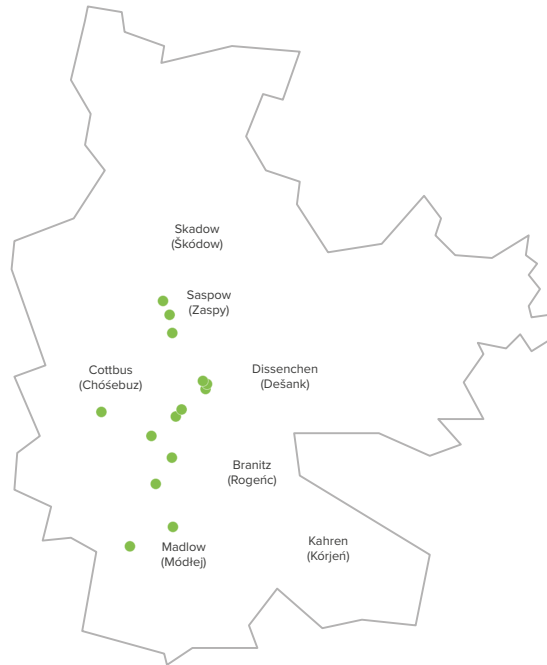 Skadow
(Škódow)
Saspow
(Zaspy)
Cottbus
(Chóśebuz)
Dissenchen
(Dešank)
Branitz
(Rogeńc)
Kahren
(Kórjeń)
Madlow
(Módłej)